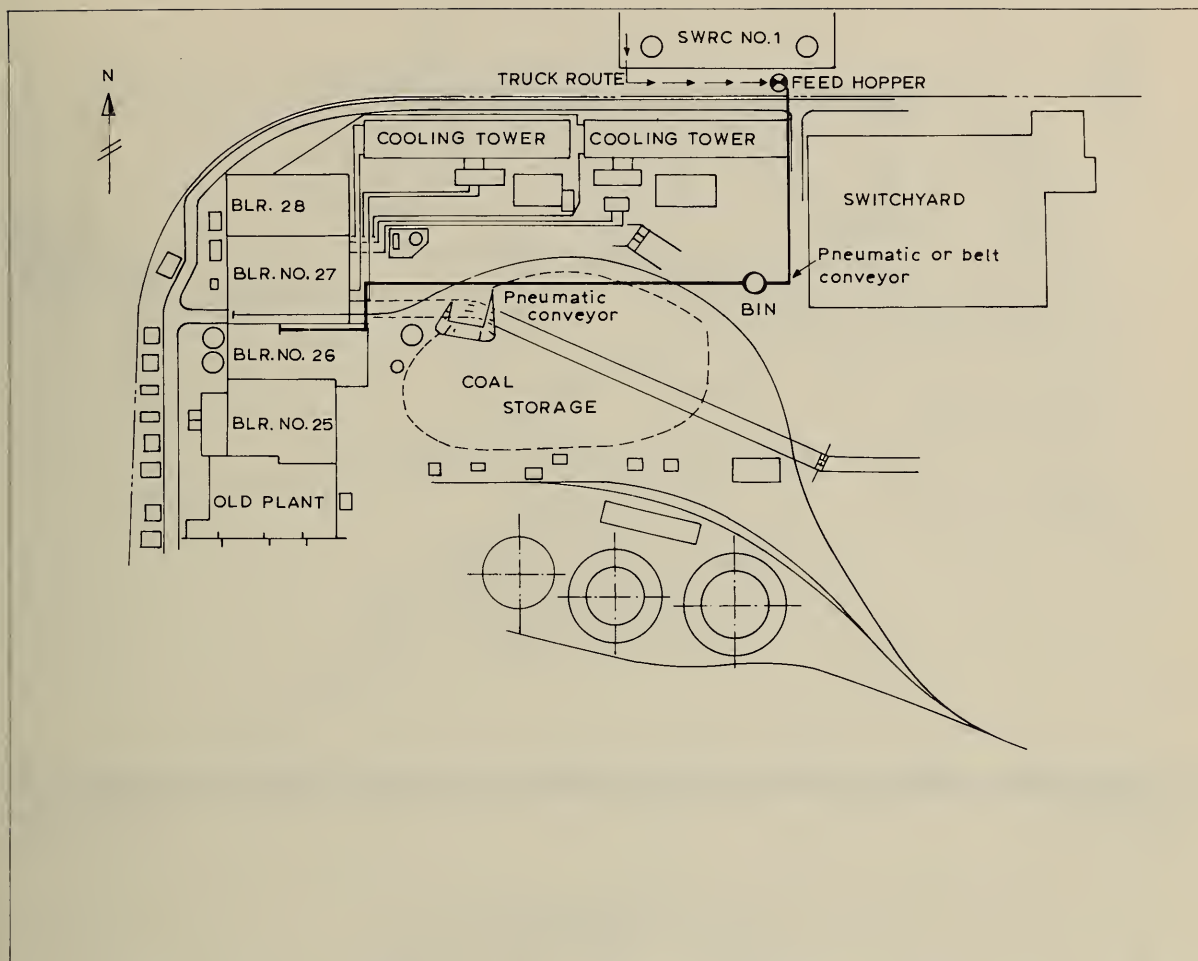 SWRC NO.1
N
TRUCK ROUTE
FEED HOPPER
COOLING TOWER
COOLING TOWER
BLR. 28
SWITCHYARD
BLR. NO. 27
Pneumatic or belt
conveyor
Pneumatic
conveyor
BIN
BLR. NO. 26
COAL
STORAGE
BLR. NO. 25
OLD PLANT